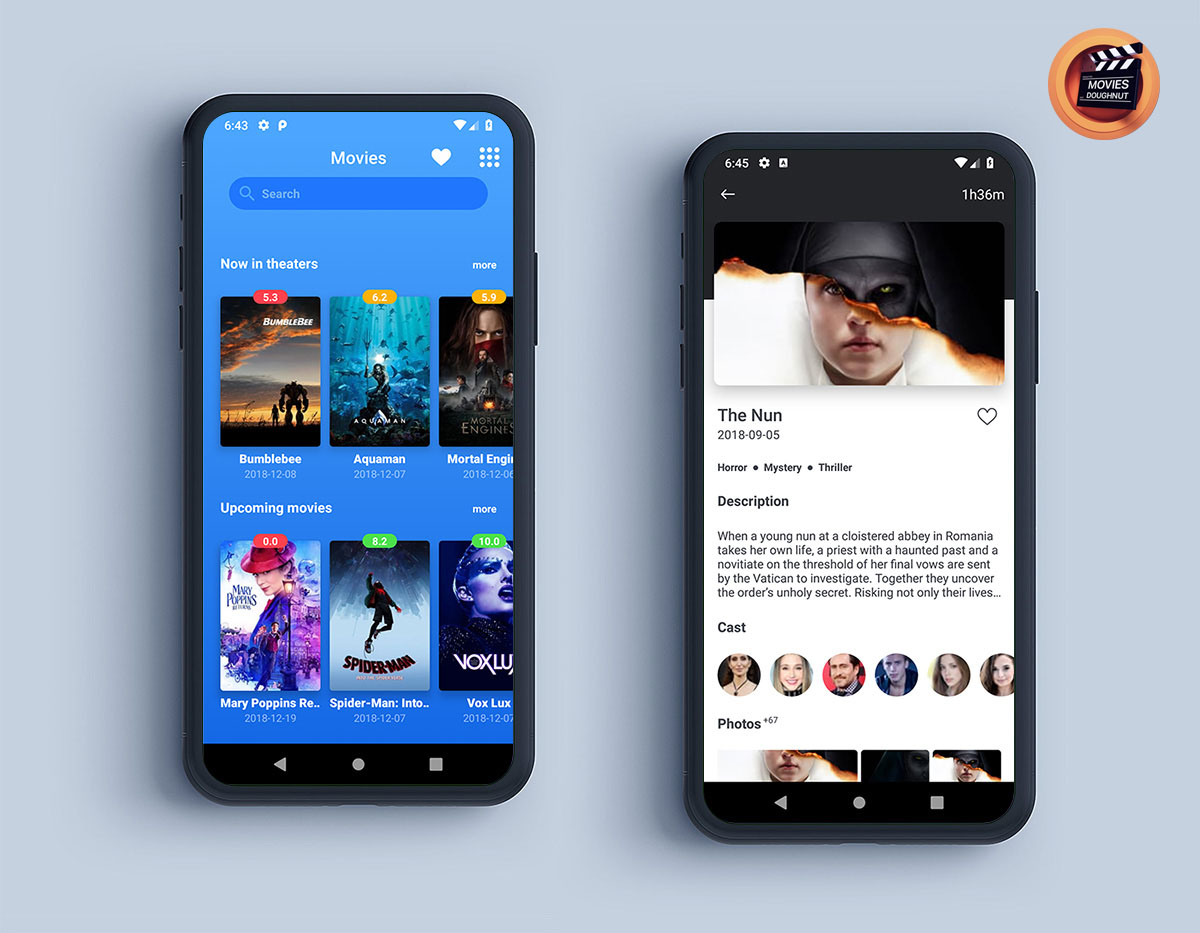 MOVIES
DOUGHNUT
6:43
Movies
Search
Now in theaters more
5.3 6.2 5.9
BUMBLEBEE
AQUAMAN
MORTAL
ENGINES
Bumblebee Aquaman Mortal Engi
2018-12-08 2018-12-07 2018-12-06
Upcoming movies more
0.0 8.2 10.0
MARY
POPPINS
RETURNS
SPIDER-MAN
INTO THE SPIDER-VERSE
VOXLU
Mary Poppins Re.. Spider-Man: Into.. Vox Lux
2018-12-19 2018-12-07 2018-12-07
6:45
1h36m
The Nun
2018-09-05
Horror ● Mystery ● Thriller
Description
When a young nun at a cloistered abbey in Romania
takes her own life, a priest with a haunted past and a
novitiate on the threshold of her final vows are sent
by the Vatican to investigate. Together they uncover
the order's unholy secret. Risking not only their lives...
Cast
Photos +67